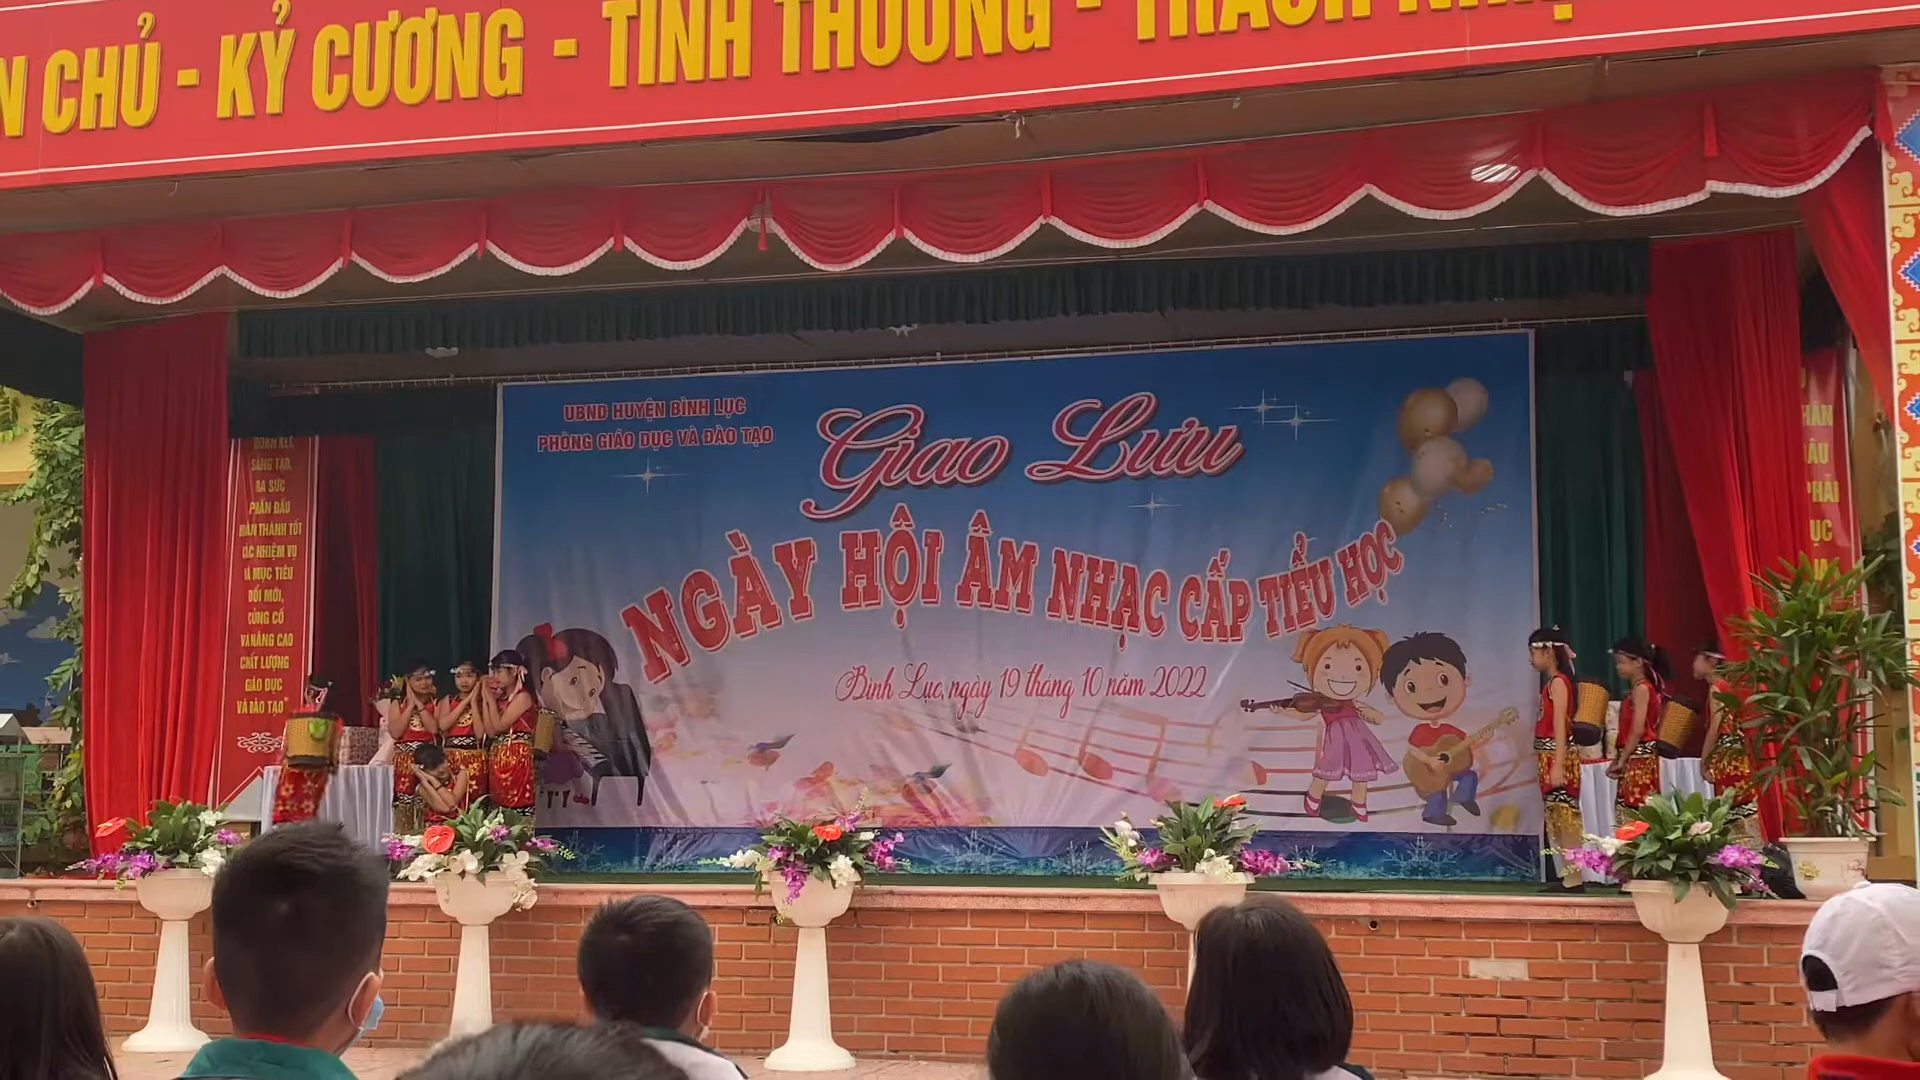 CHỦ - KỶ CƯƠNG - TÌNH THƯƠNG - TRÁCH
UBND HUYỆN BÌNH LỤC
PHÒNG GIÁO DỤC VÀ ĐÀO TẠO
Giao Lưu
NGÀY HỘI ÂM NHẠC CẤP TIỂU HỌC
Bình Lục, ngày 19 tháng 10 năm 2022
ĐOÀN KẾT,
SÁNG TẠO,
RA SỨC
PHẤN ĐẤU
HOÀN THÀNH TỐT
CÁC NHIỆM VỤ
VÀ MỤC TIÊU
ĐỔI MỚI,
CỦNG CỐ
VÀ NÂNG CAO
CHẤT LƯỢNG
GIÁO DỤC
VÀ ĐÀO TẠO"
PHẢI